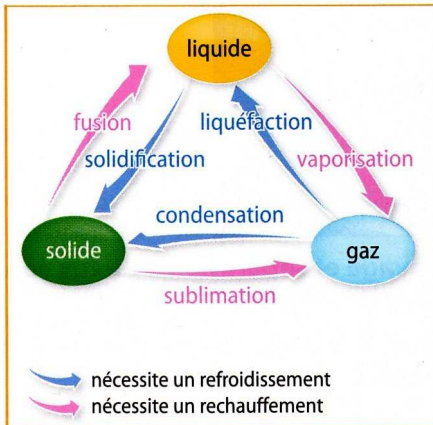 liquide
fusion
liquéfaction
solidification
vaporisation
condensation
solide
gaz
sublimation
nécessite un refroidissement
nécessite un rechauffement